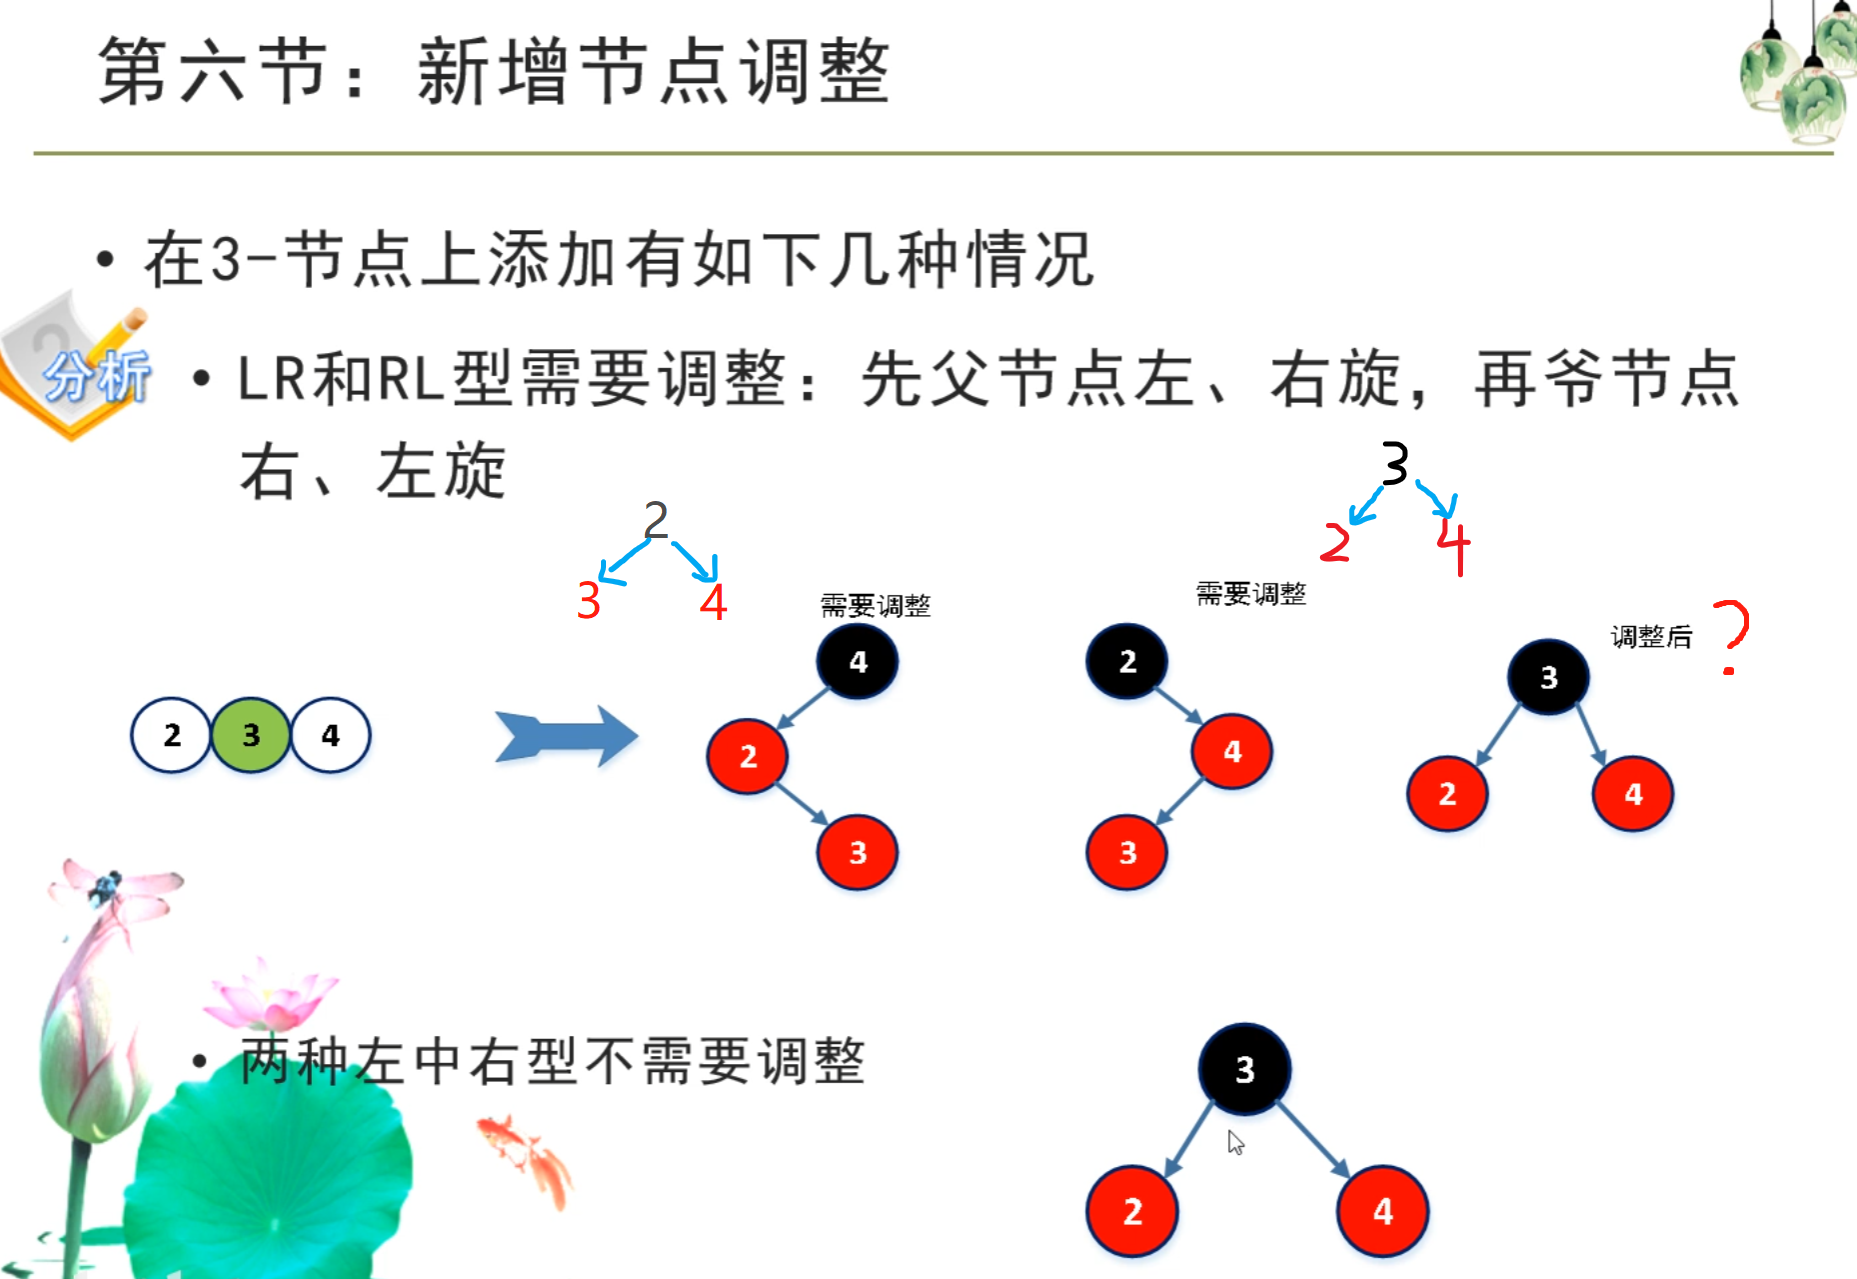 第六节：新增节点调整
• 在3-节点上添加有如下几种情况
分析
• LR和RL型需要调整：先父节点左、右旋，再爷节点
右、左旋
3
2 4
2
3 4
需要调整
需要调整
调整后 ?
4
2
3
2
4
3
3
2 4
2 3 4
• 两种左中右型不需要调整
3
2 4